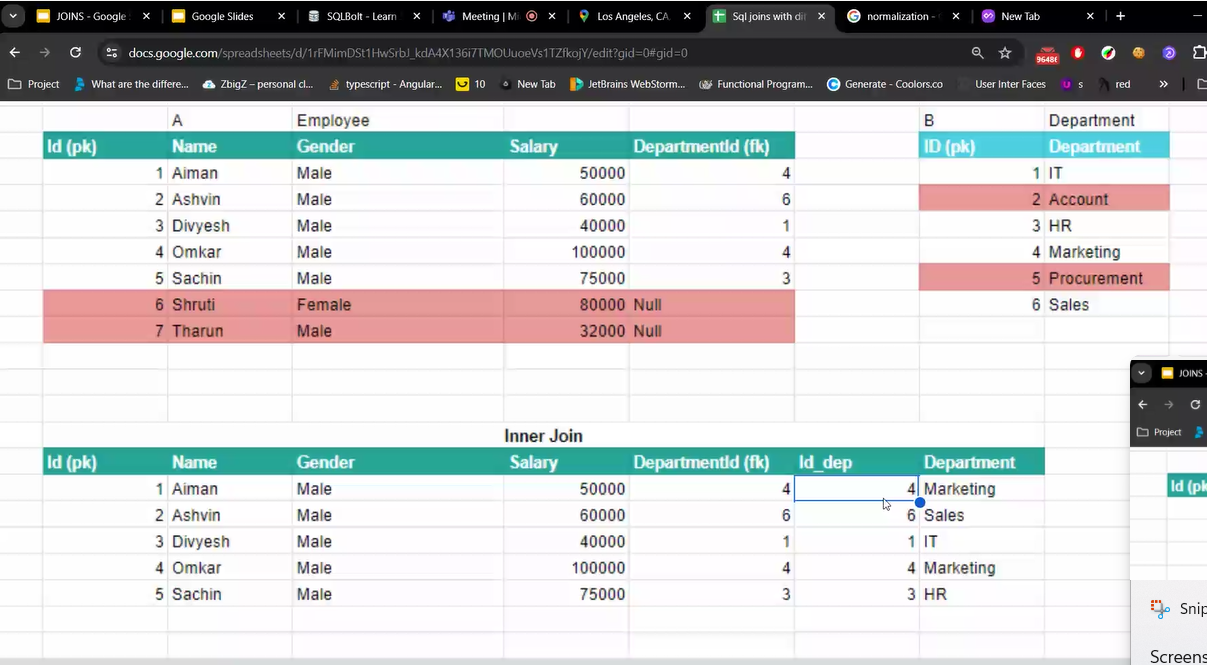 JOINS - Google
Google Slides
SQLBolt - Learn
Meeting | Mi
Los Angeles, CA
Sql joins with dif
normalization -
New Tab
docs.google.com/spreadsheets/d/1rFMimDSt1HwSrbJ_kdA4X136i7TMOUuoeVs1TZfkojY/edit?gid=0#gid=0
96486
Project
What are the differe...
ZbigZ – personal cl...
typescript - Angular...
10
New Tab
JetBrains WebStorm...
Functional Program...
Generate - Coolors.co
User Inter Faces
s
red
A Employee B Department
Id (pk) Name Gender Salary DepartmentId (fk) ID (pk) Department
1 Aiman Male 50000 4 1 IT
2 Ashvin Male 60000 6 2 Account
3 Divyesh Male 40000 1 3 HR
4 Omkar Male 100000 4 4 Marketing
5 Sachin Male 75000 3 5 Procurement
6 Shruti Female 80000 Null 6 Sales
7 Tharun Male 32000 Null
JOINS -
Project
Inner Join
Id (pk) Name Gender Salary DepartmentId (fk) Id_dep Department
1 Aiman Male 50000 4 4 Marketing
2 Ashvin Male 60000 6 6 Sales
3 Divyesh Male 40000 1 1 IT
4 Omkar Male 100000 4 4 Marketing
5 Sachin Male 75000 3 3 HR
Id (pk
Snip
Screens